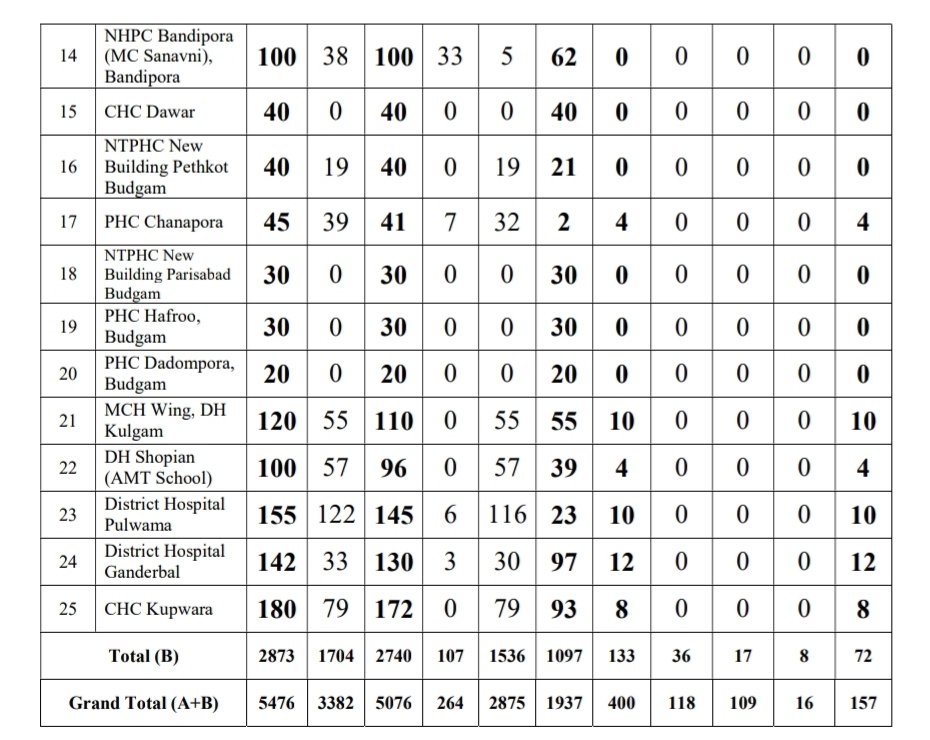 14 NHPC Bandipora (MC Sanavni), Bandipora 100 38 100 33 5 62 0 0 0 0 0
15 CHC Dawar 40 0 40 0 0 40 0 0 0 0 0
16 NTPHC New Building Pethkot Budgam 40 19 40 0 19 21 0 0 0 0 0
17 PHC Chanapora 45 39 41 7 32 2 4 0 0 0 4
18 NTPHC New Building Parisabad Budgam 30 0 30 0 0 30 0 0 0 0 0
19 PHC Hafroo, Budgam 30 0 30 0 0 30 0 0 0 0 0
20 PHC Dadompora, Budgam 20 0 20 0 0 20 0 0 0 0 0
21 MCH Wing, DH Kulgam 120 55 110 0 55 55 10 0 0 0 10
22 DH Shopian (AMT School) 100 57 96 0 57 39 4 0 0 0 4
23 District Hospital Pulwama 155 122 145 6 116 23 10 0 0 0 10
24 District Hospital Ganderbal 142 33 130 3 30 97 12 0 0 0 12
25 CHC Kupwara 180 79 172 0 79 93 8 0 0 0 8
Total (B) 2873 1704 2740 107 1536 1097 133 36 17 8 72
Grand Total (A+B) 5476 3382 5076 264 2875 1937 400 118 109 16 157